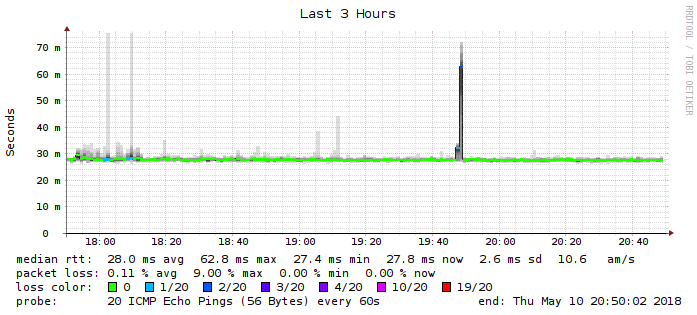 Last 3 Hours
RRDTOOL / TOBI OETIKER
Seconds
70 m
60 m
50 m
40 m
30 m
20 m
10 m
0
18:00 18:20 18:40 19:00 19:20 19:40 20:00 20:20 20:40
median rtt: 28.0 ms avg 62.8 ms max 27.4 ms min 27.8 ms now 2.6 ms sd 10.6 am/s
packet loss: 0.11 % avg 9.00 % max 0.00 % min 0.00 % now
loss color: 0 1/20 2/20 3/20 4/20 10/20 19/20
probe: 20 ICMP Echo Pings (56 Bytes) every 60s end: Thu May 10 20:50:02 2018